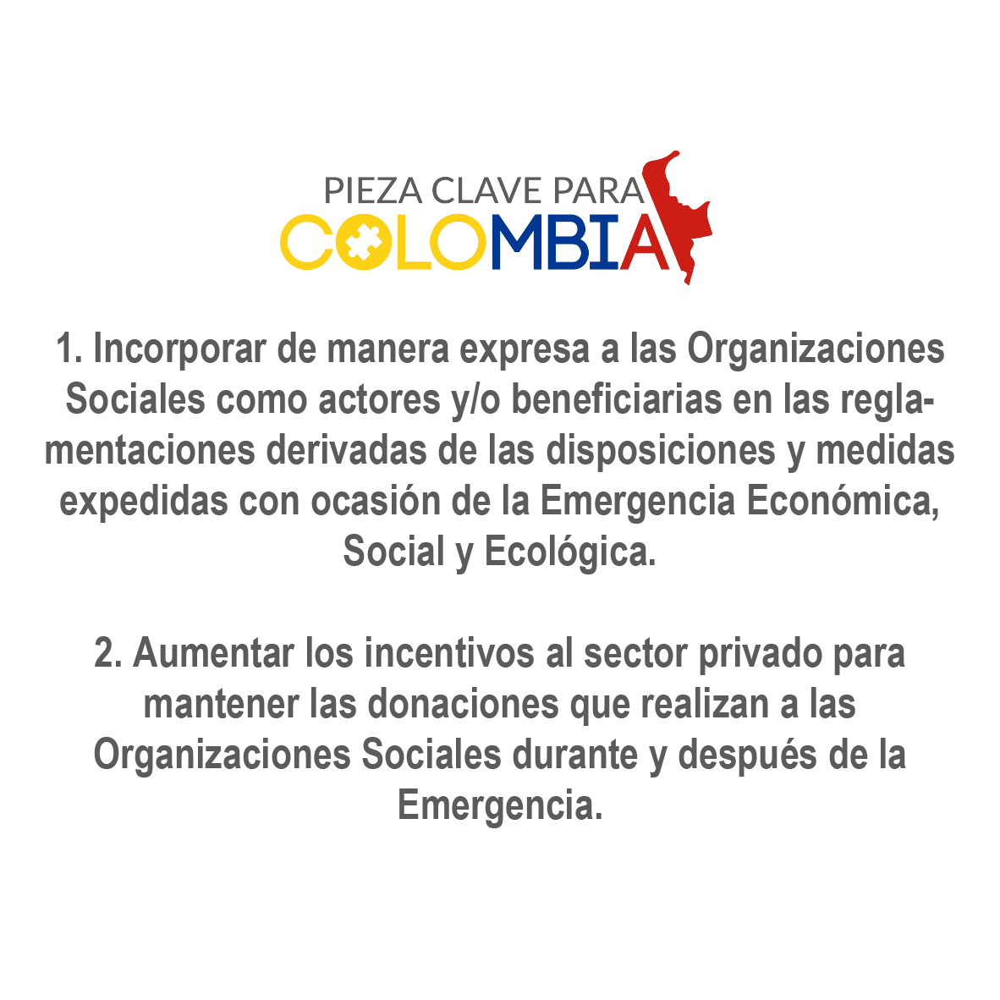 PIEZA CLAVE PARA
COLOMBIA
1. Incorporar de manera expresa a las Organizaciones
Sociales como actores y/o beneficiarias en las regla-
mentaciones derivadas de las disposiciones y medidas
expedidas con ocasión de la Emergencia Económica,
Social y Ecológica.
2. Aumentar los incentivos al sector privado para
mantener las donaciones que realizan a las
Organizaciones Sociales durante y después de la
Emergencia.